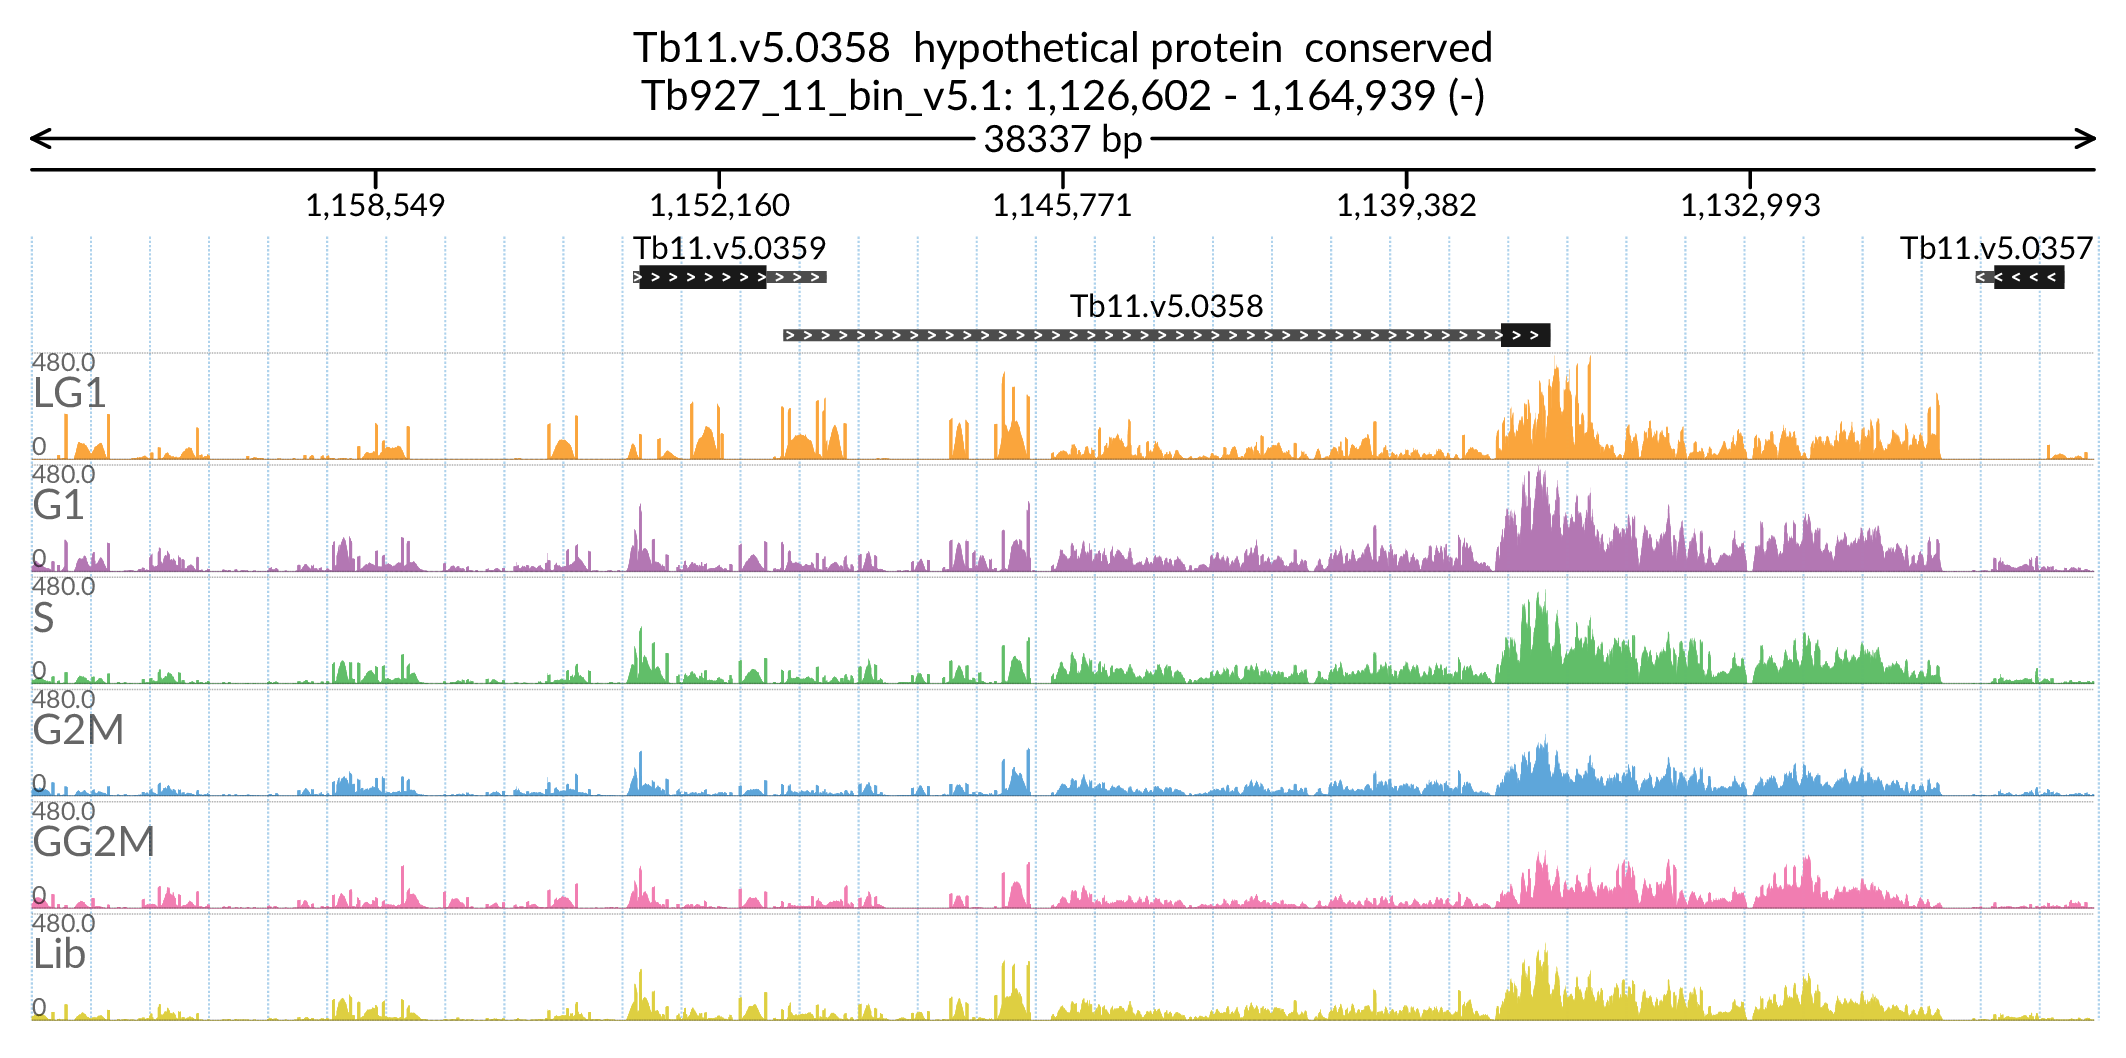 Tb11.v5.0358  hypothetical protein  conserved
Tb927_11_bin_v5.1: 1,126,602 - 1,164,939 (-)
38337 bp
1,158,549 1,152,160 1,145,771 1,139,382 1,132,993
Tb11.v5.0359 Tb11.v5.0357
Tb11.v5.0358
480.0
LG1
0
480.0
G1
0
480.0
S
0
480.0
G2M
0
480.0
GG2M
0
480.0
Lib
0